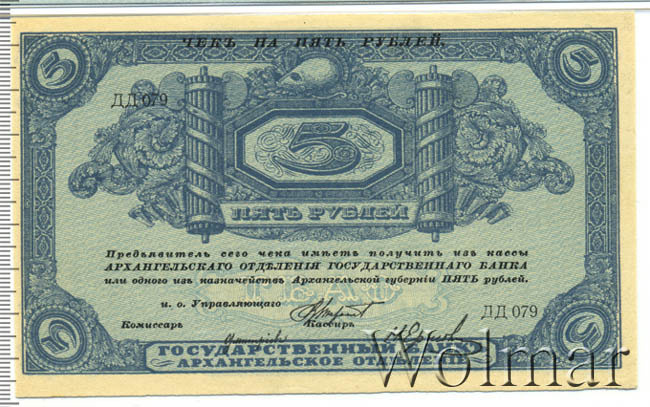 ЧЕКЪ НА ПЯТЬ РУБЛЕЙ.
5 5
ДД 079
5
ПЯТЬ РУБЛЕЙ
Предъявитель сего чека имѣетъ получить изъ кассы
АРХАНГЕЛЬСКАГО ОТДѢЛЕНІЯ ГОСУДАРСТВЕННАГО БАНКА
или одного изъ казначействъ Архангельской губерніи ПЯТЬ рублей.
и. о. Управляющаго
ДД 079
Комиссаръ Кассиръ
5 5
ГОСУДАРСТВЕННЫЙ
АРХАНГЕЛЬСКОЕ ОТДѢЛЕНІЕ
Wolmar